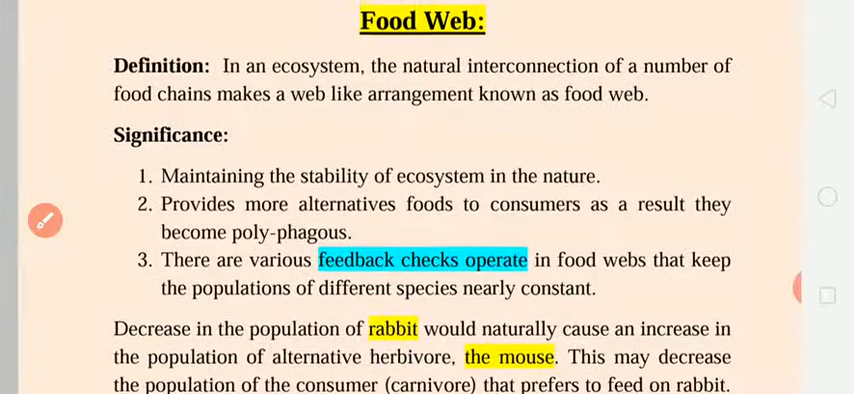 Food Web:
Definition: In an ecosystem, the natural interconnection of a number of
food chains makes a web like arrangement known as food web.
Significance:
1. Maintaining the stability of ecosystem in the nature.
2. Provides more alternatives foods to consumers as a result they
become poly-phagous.
3. There are various feedback checks operate in food webs that keep
the populations of different species nearly constant.
Decrease in the population of rabbit would naturally cause an increase in
the population of alternative herbivore, the mouse. This may decrease
the population of the consumer (carnivore) that prefers to feed on rabbit.